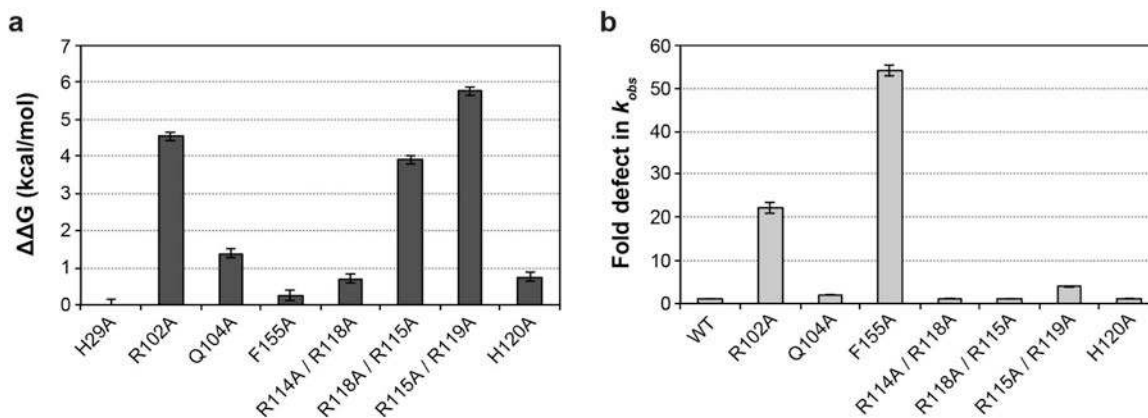 a
ΔΔG (kcal/mol)
7
6
5
4
3
2
1
0
H29A
R102A
Q104A
F155A
R114A / R118A
R118A / R115A
R115A / R119A
H120A
b
Fold defect in kobs
60
50
40
30
20
10
0
WT
R102A
Q104A
F155A
R114A / R118A
R118A / R115A
R115A / R119A
H120A